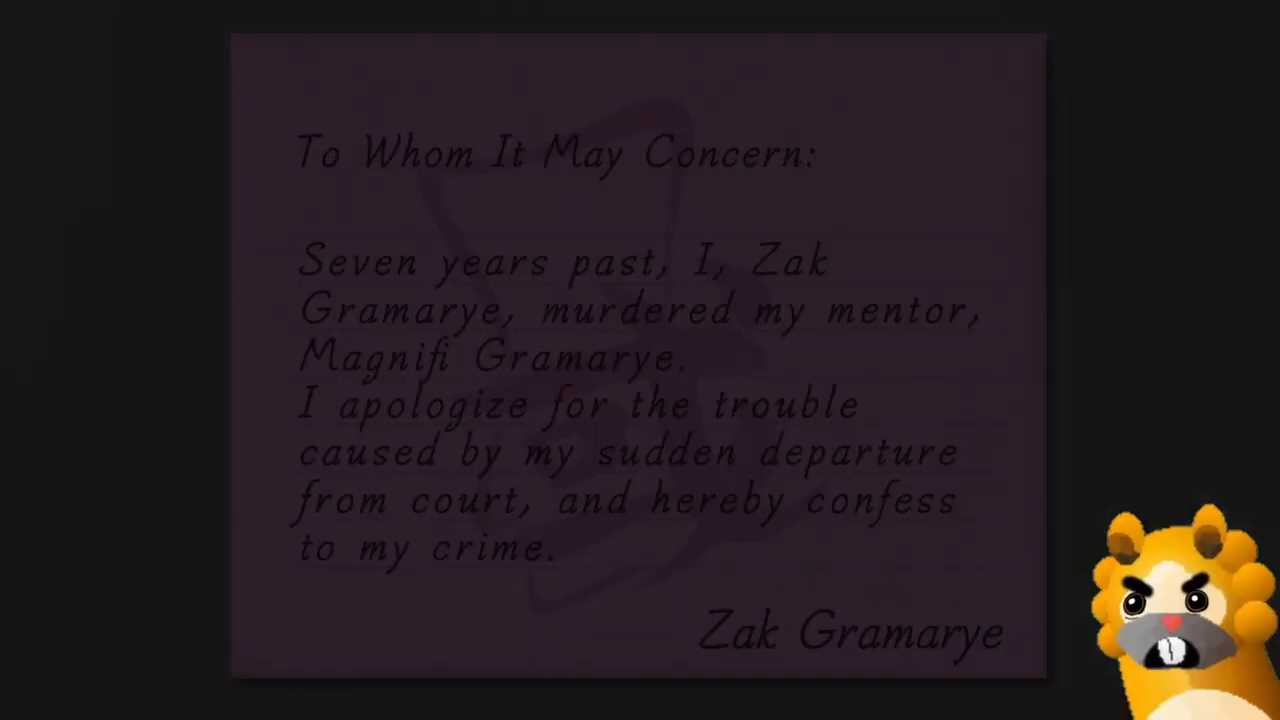 To Whom It May Concern:
Seven years past, I, Zak
Gramarye, murdered my mentor,
Magnifi Gramarye.
I apologize for the trouble
caused by my sudden departure
from court, and hereby confess
to my crime.
Zak Gramarye